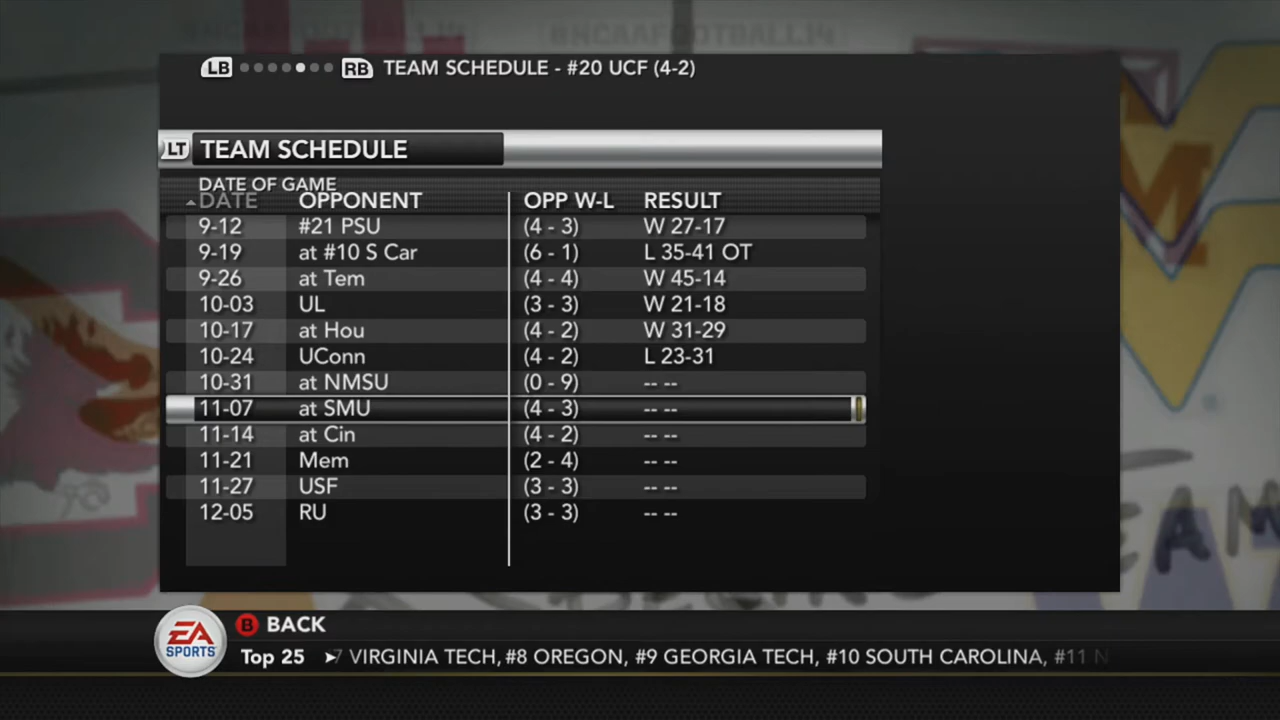 #NCAAFOOTBALL14
LB RB TEAM SCHEDULE - #20 UCF (4-2)
LT TEAM SCHEDULE
DATE OF GAME
DATE OPPONENT OPP W-L RESULT
9-12 #21 PSU (4 - 3) W 27-17
9-19 at #10 S Car (6 - 1) L 35-41 OT
9-26 at Tem (4 - 4) W 45-14
10-03 UL (3 - 3) W 21-18
10-17 at Hou (4 - 2) W 31-29
10-24 UConn (4 - 2) L 23-31
10-31 at NMSU (0 - 9) -- --
11-07 at SMU (4 - 3) -- --
11-14 at Cin (4 - 2) -- --
11-21 Mem (2 - 4) -- --
11-27 USF (3 - 3) -- --
12-05 RU (3 - 3) -- --
EA SPORTS
B BACK
Top 25 7 VIRGINIA TECH, #8 OREGON, #9 GEORGIA TECH, #10 SOUTH CAROLINA, #11 N